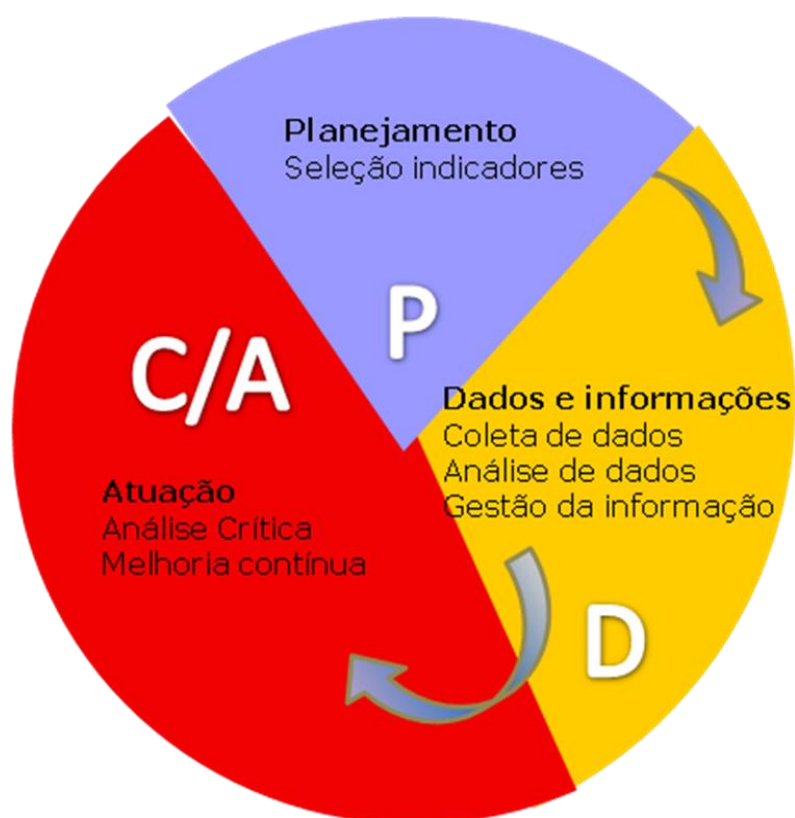 Planejamento
Seleção indicadores
P
C/A
Dados e informações
Coleta de dados
Análise de dados
Gestão da informação
Atuação
Análise Crítica
Melhoria contínua
D